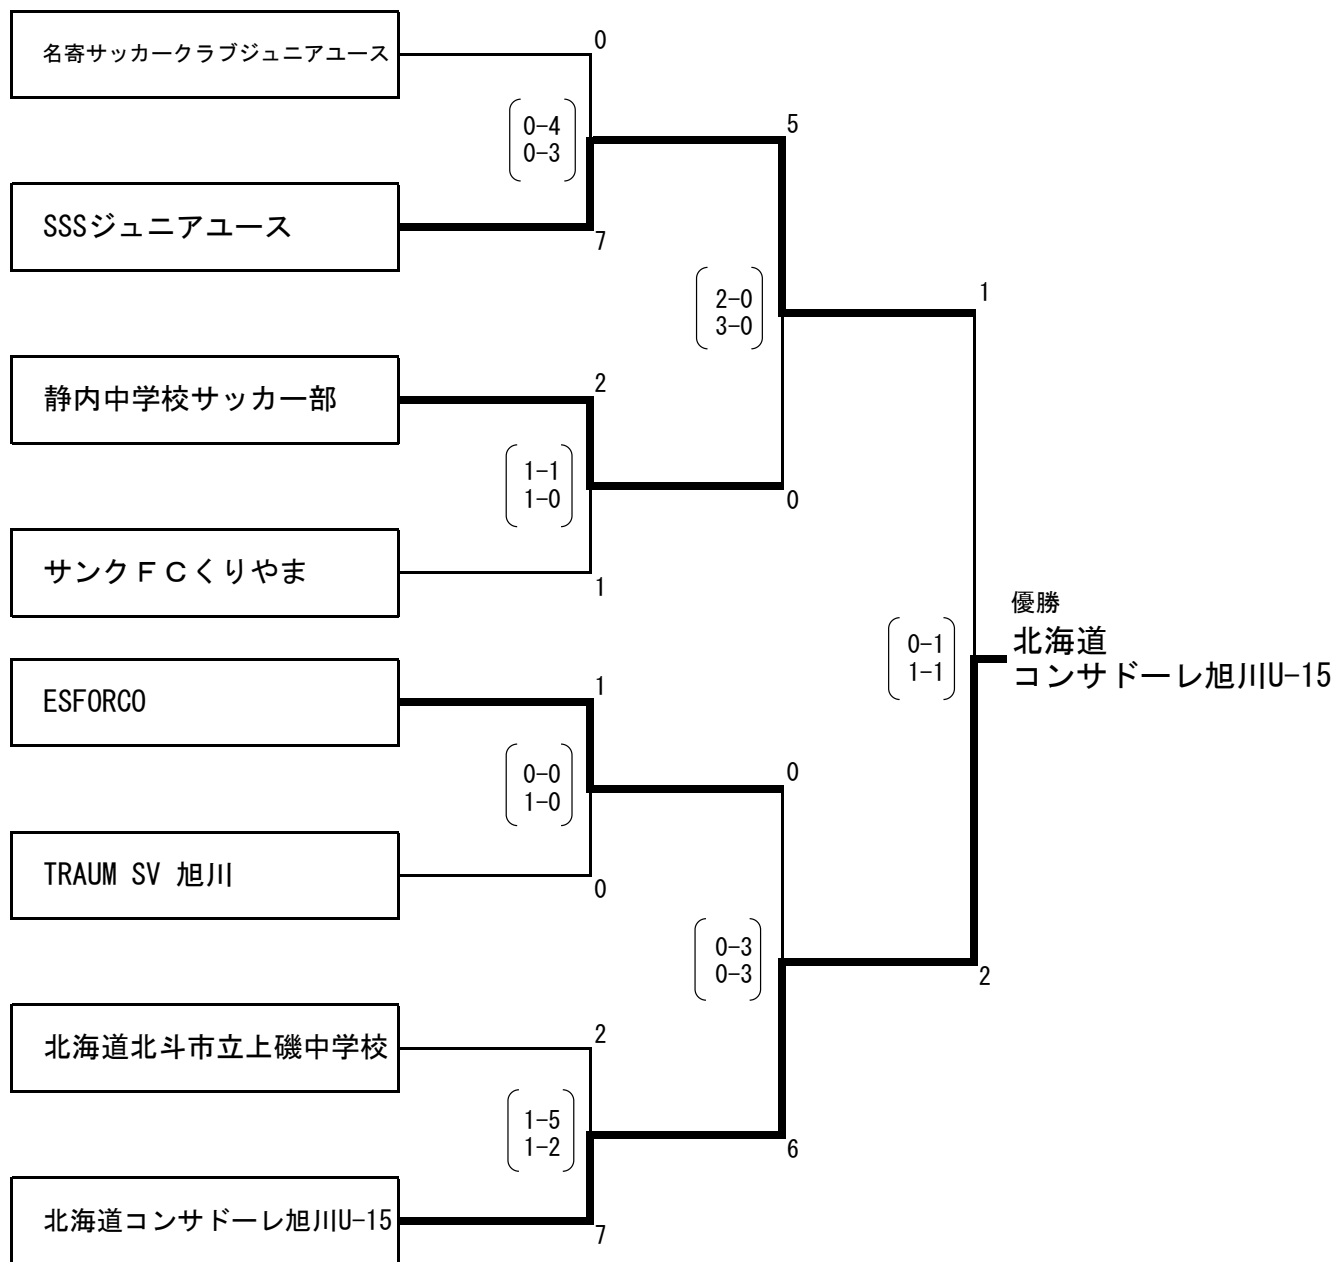 名寄サッカークラブジュニアユース
0
0-4
0-3
5
SSSジュニアユース
7
2-0
3-0
1
静内中学校サッカー部
2
1-1
1-0
0
サンクＦＣくりやま
1
優勝
北海道
コンサドーレ旭川U-15
0-1
1-1
ESFORCO
1
0-0
1-0
0
TRAUM SV 旭川
0
0-3
0-3
2
北海道北斗市立上磯中学校
2
1-5
1-2
6
北海道コンサドーレ旭川U-15
7